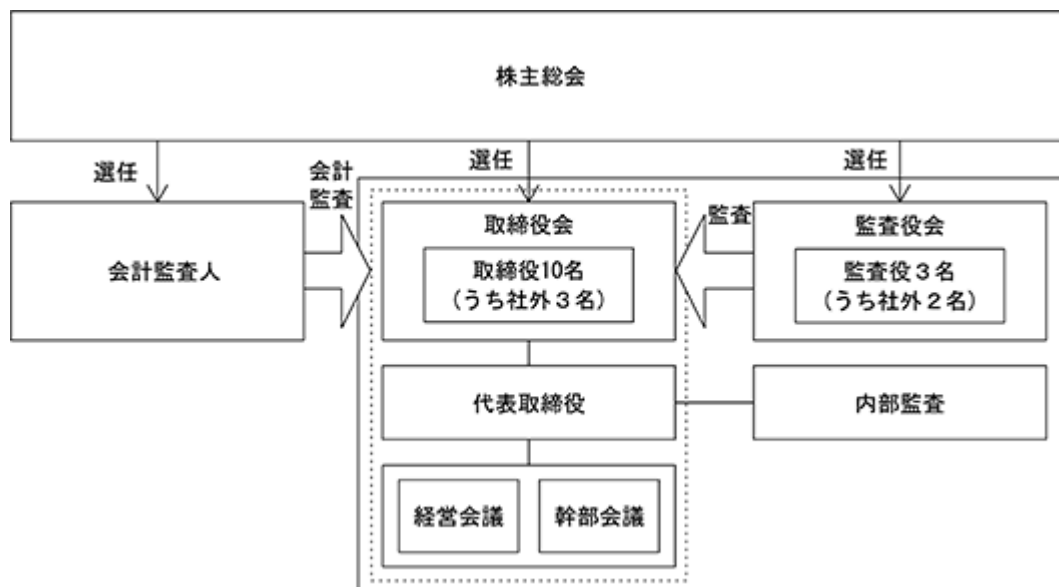 株主総会
選任
選任
選任
会計
監査
監査
会計監査人
取締役会
取締役10名
(うち社外3名)
監査役会
監査役3名
(うち社外2名)
代表取締役
内部監査
経営会議
幹部会議